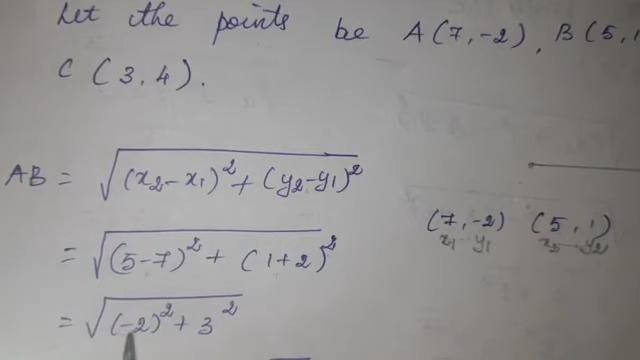 Let the points be A(7,-2), B(5,1
C (3,4).
AB = √(x₂-x₁)² + (y₂-y₁)²
(7,-2) (5,1)
x₁ y₁ x₂ y₂
= √(5-7)² + (1+2)²
= √(-2)² + 3²